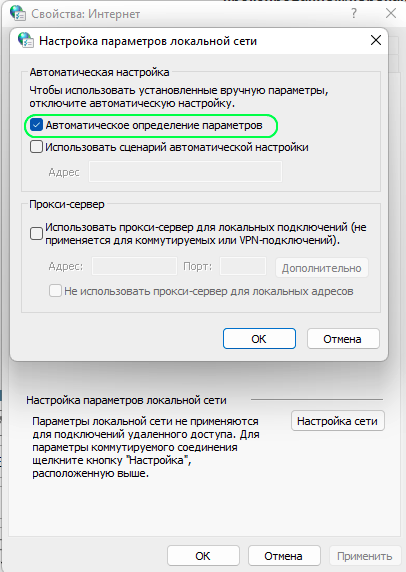 Свойства: Интернет
Настройка параметров локальной сети
Автоматическая настройка
Чтобы использовать установленные вручную параметры,
отключите автоматическую настройку.
Автоматическое определение параметров
Использовать сценарий автоматической настройки
Адрес
Прокси-сервер
Использовать прокси-сервер для локальных подключений (не
применяется для коммутируемых или VPN-подключений).
Адрес:
Порт:
Дополнительно
Не использовать прокси-сервер для локальных адресов
ОК
Отмена
Настройка параметров локальной сети
Параметры локальной сети не применяются
для подключений удаленного доступа. Для
параметры коммутируемого соединения
щелкните кнопку "Настройка",
расположенную выше.
Настройка сети
ОК
Отмена
Применить